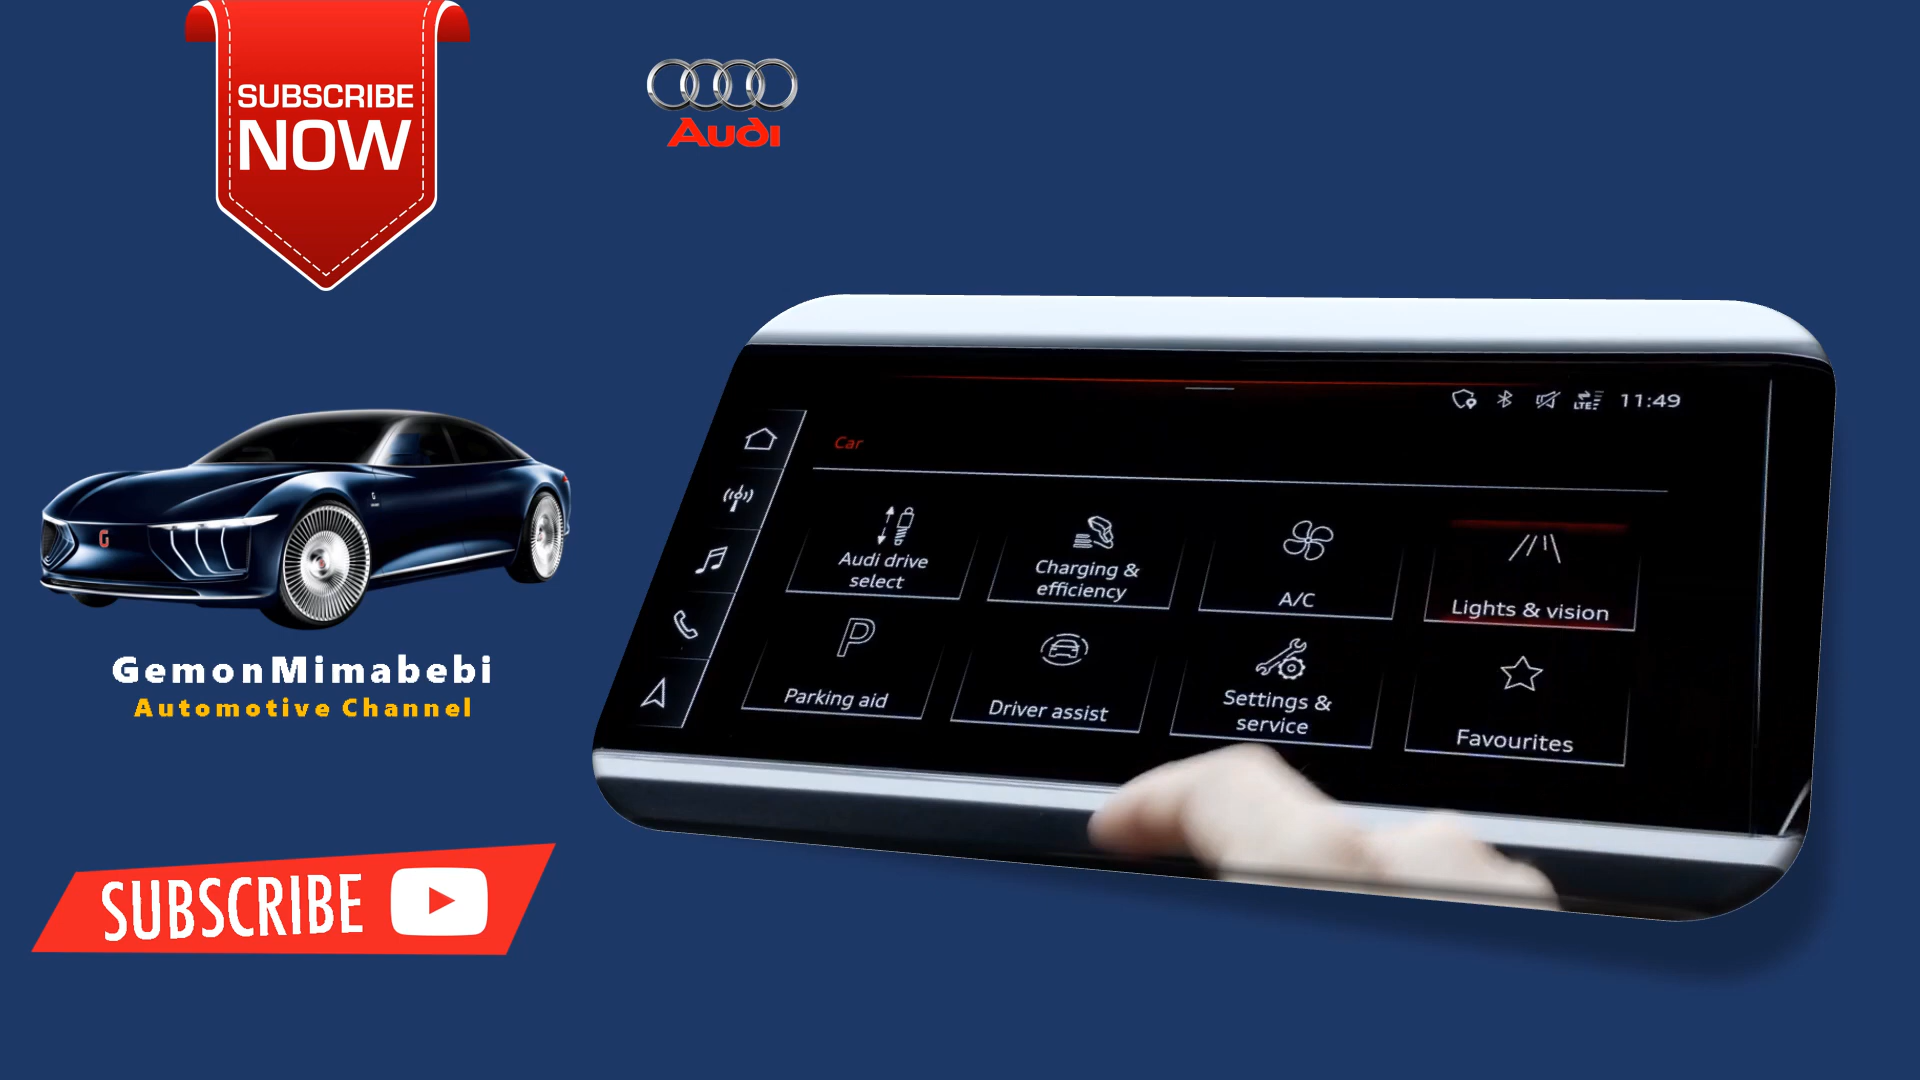 SUBSCRIBE
NOW
Audi
11:49
LTE
Car
Audi drive
select
Charging &
efficiency
A/C
Lights & vision
P
Parking aid
Driver assist
Settings &
service
Favourites
G
GemonMimabebi
Automotive Channel
SUBSCRIBE